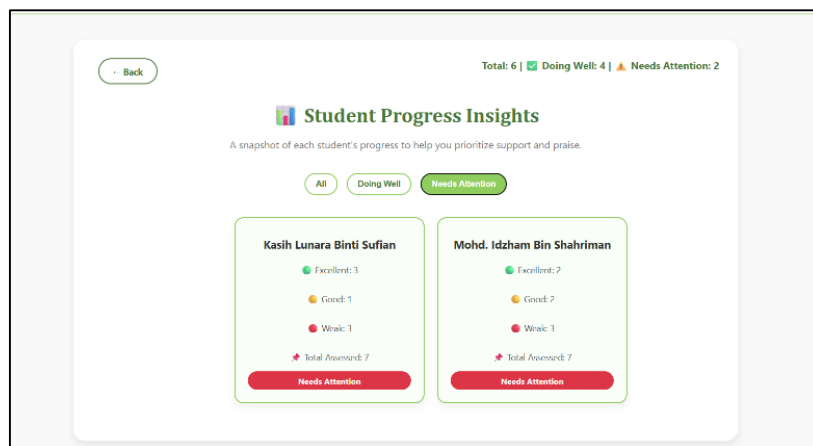 ← Back
Total: 6 | ✅ Doing Well: 4 | ⚠️ Needs Attention: 2
📊 Student Progress Insights
A snapshot of each student's progress to help you prioritize support and praise.
All Doing Well Needs Attention
Kasih Lunara Binti Sufian
Excellent: 3
Good: 1
Weak: 3
📌 Total Assessed: 7
Needs Attention
Mohd. Idzham Bin Shahriman
Excellent: 2
Good: 2
Weak: 3
📌 Total Assessed: 7
Needs Attention